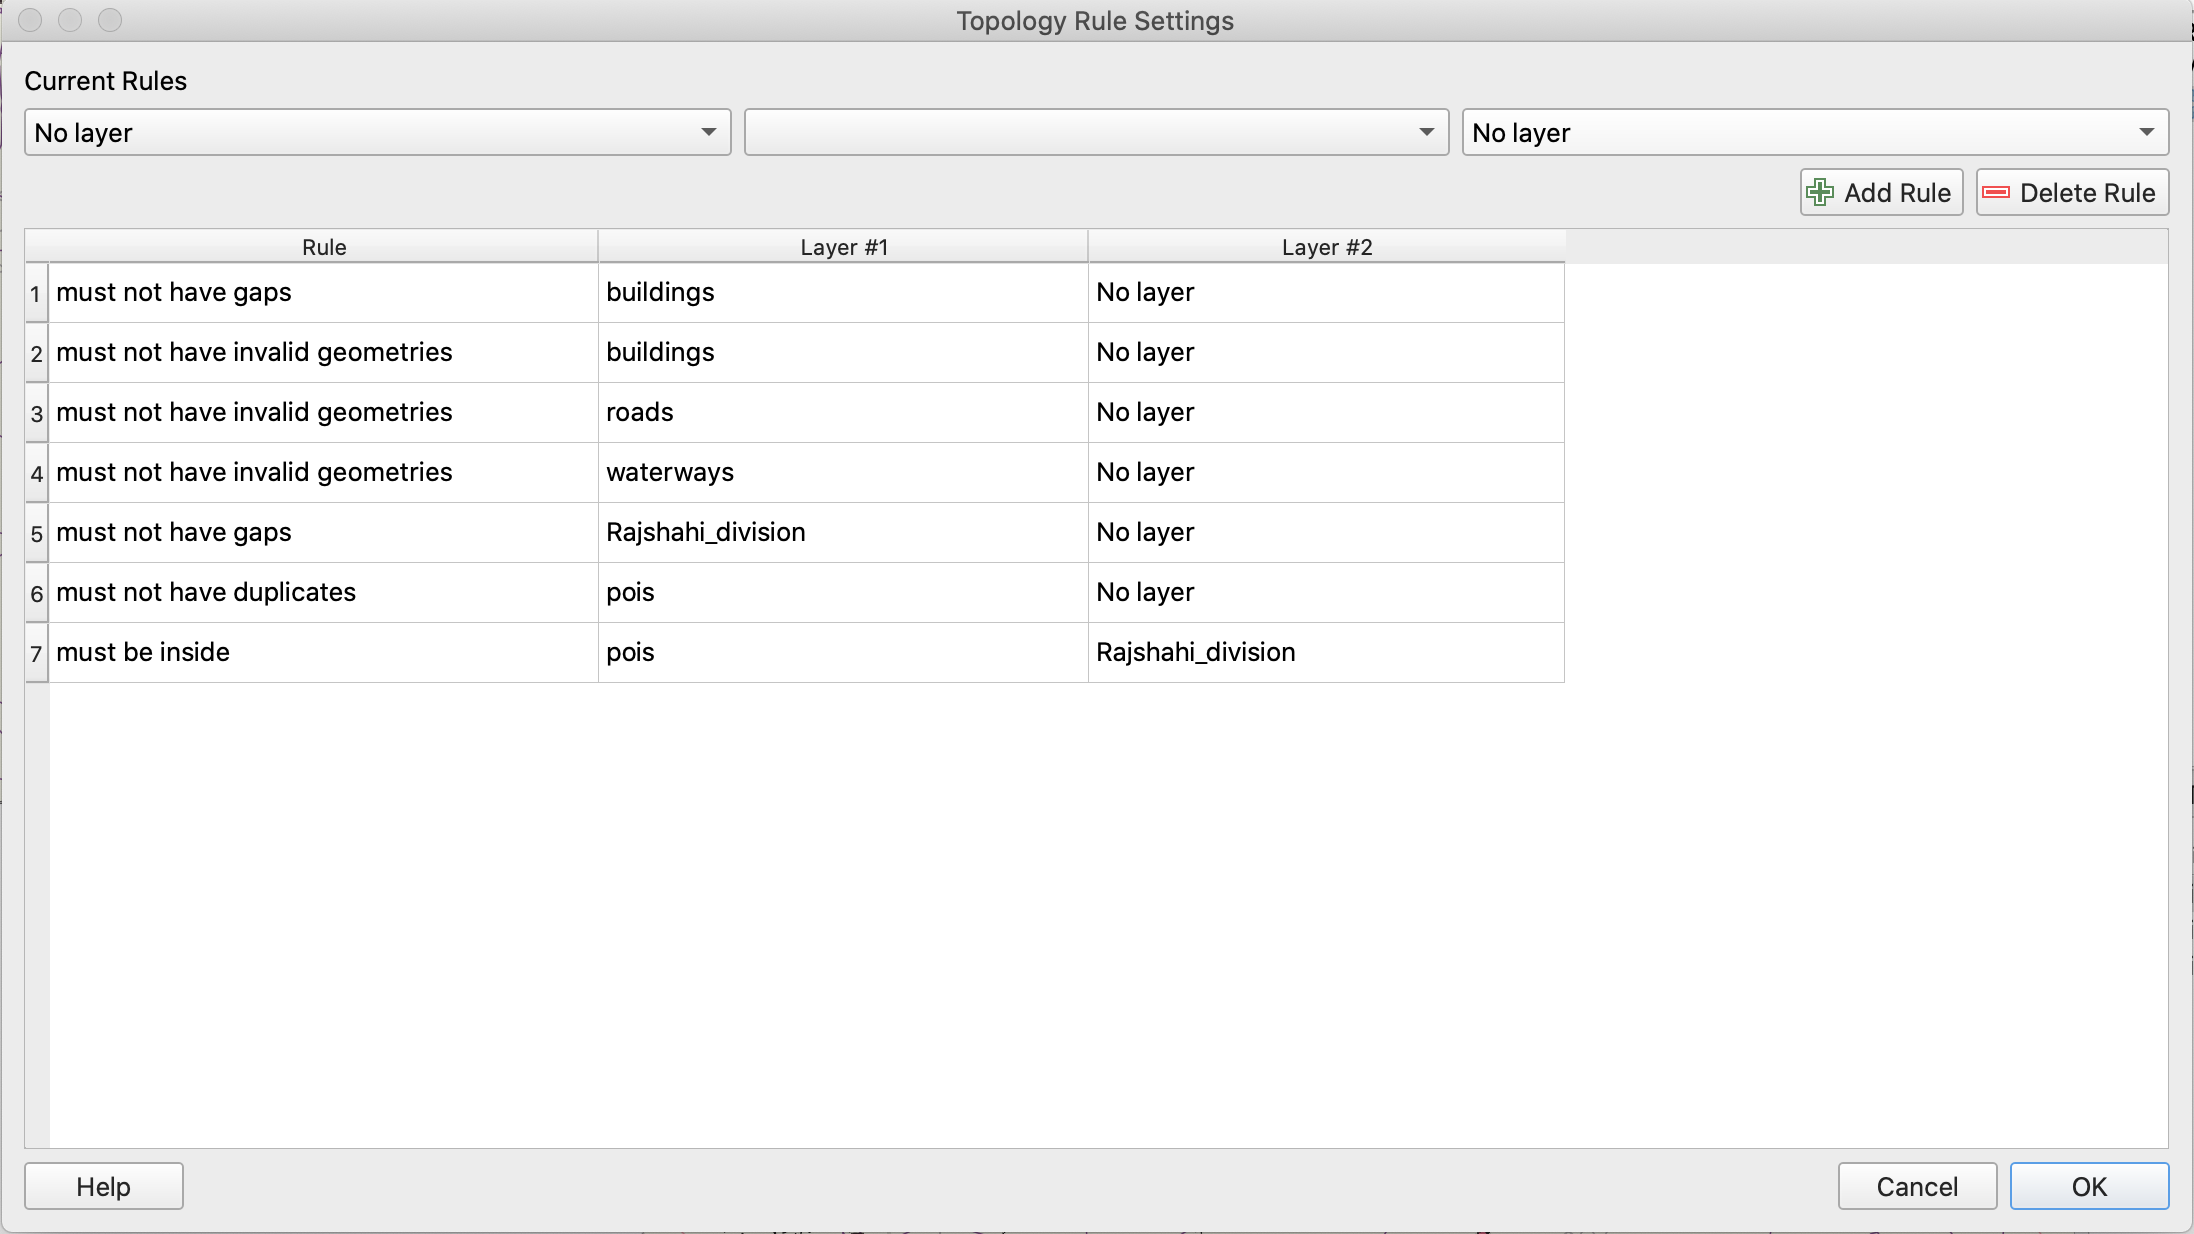 Topology Rule Settings
Current Rules
No layer
No layer
Add Rule Delete Rule
Rule Layer #1 Layer #2
1 must not have gaps buildings No layer
2 must not have invalid geometries buildings No layer
3 must not have invalid geometries roads No layer
4 must not have invalid geometries waterways No layer
5 must not have gaps Rajshahi_division No layer
6 must not have duplicates pois No layer
7 must be inside pois Rajshahi_division
Help Cancel OK